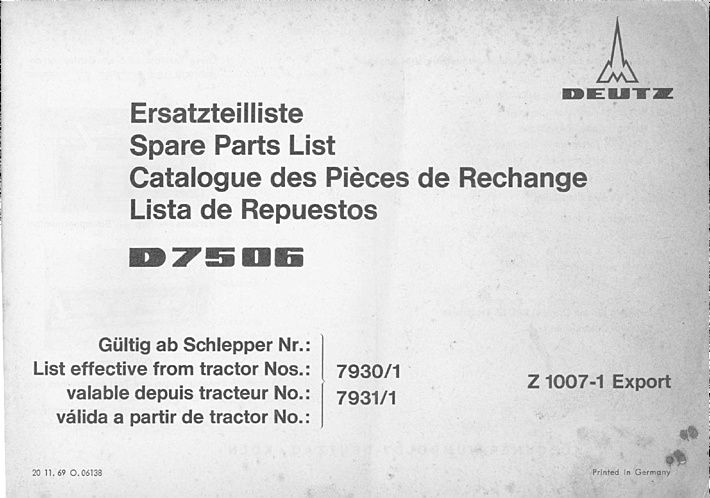 DEUTZ
Ersatzteilliste
Spare Parts List
Catalogue des Pièces de Rechange
Lista de Repuestos
D 7506
Gültig ab Schlepper Nr.:
List effective from tractor Nos.:
valable depuis tracteur No.:
válida a partir de tractor No.:
7930/1
7931/1
Z 1007-1 Export
20 11. 69 O. 06138
Printed in Germany